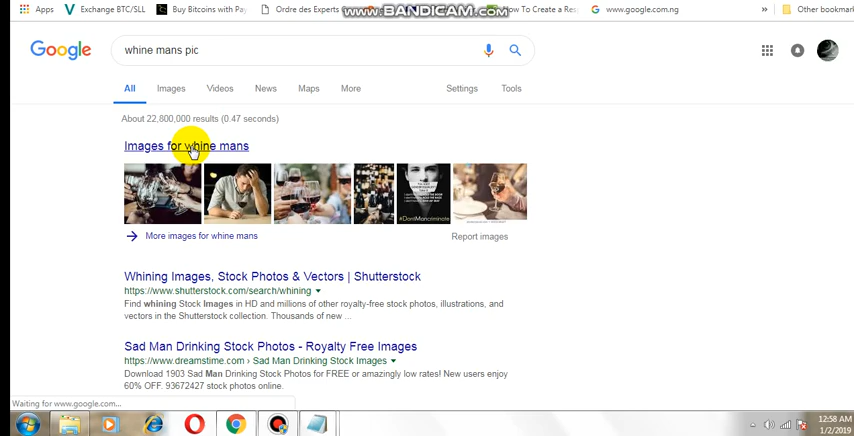 Apps Exchange BTC/SLL Buy Bitcoins with Pay Ordre des Experts How To Create a Res www.google.com.ng » Other bookmark
WWW.BANDICAM.COM
Google whine mans pic
All Images Videos News Maps More Settings Tools
About 22,800,000 results (0.47 seconds)
Images for whine mans
#DontMancriminate
More images for whine mans Report images
Whining Images, Stock Photos & Vectors | Shutterstock
https://www.shutterstock.com/search/whining
Find whining Stock Images in HD and millions of other royalty-free stock photos, illustrations, and
vectors in the Shutterstock collection. Thousands of new ...
Sad Man Drinking Stock Photos - Royalty Free Images
https://www.dreamstime.com › Sad Man Drinking Stock Images
Download 1903 Sad Man Drinking Stock Photos for FREE or amazingly low rates! New users enjoy
60% OFF. 93672427 stock photos online.
Waiting for www.google.com...
12:58 AM
1/2/2019